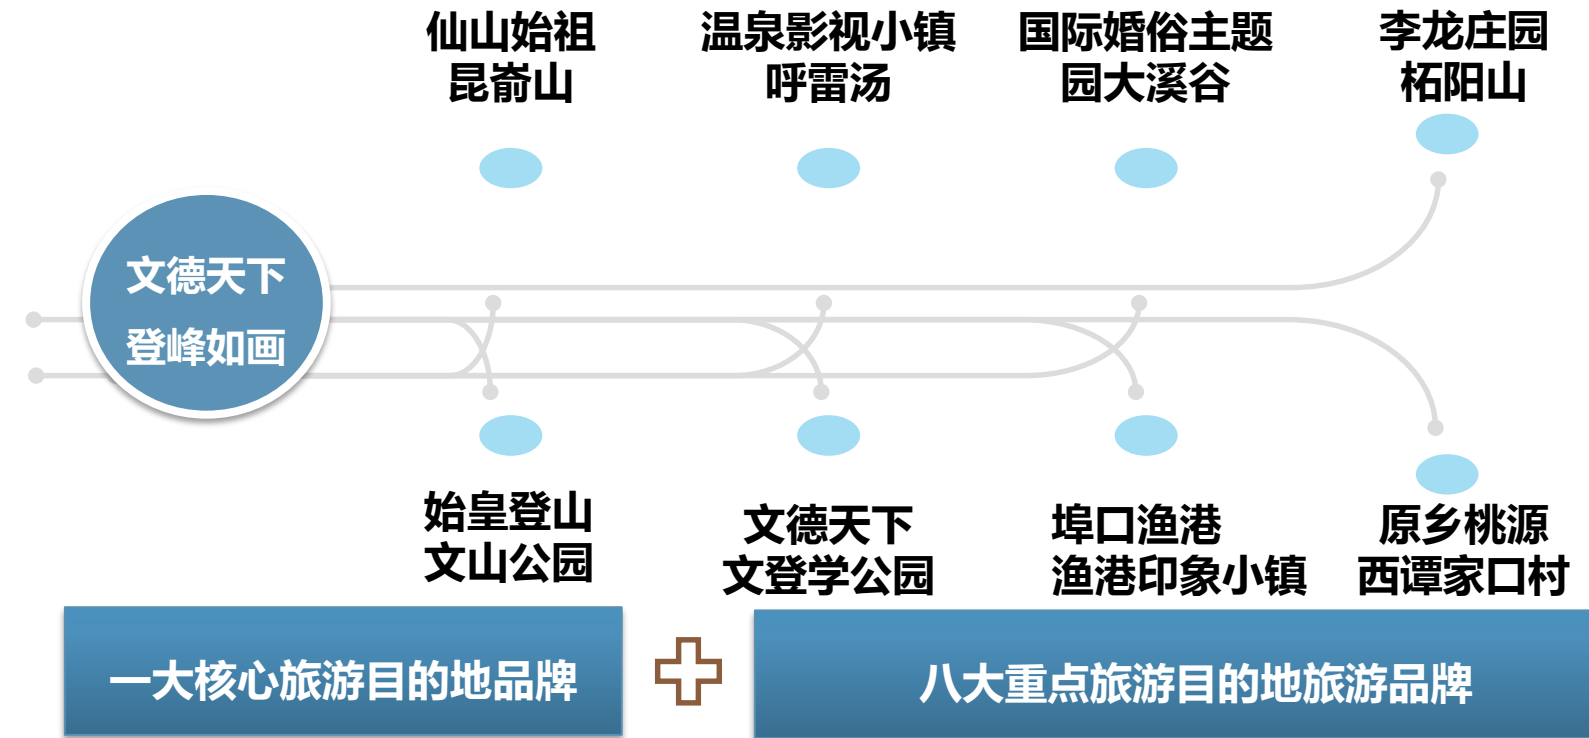 仙山始祖
昆嵛山
温泉影视小镇
呼雷汤
国际婚俗主题
园大溪谷
李龙庄园
柘阳山
文德天下
登峰如画
始皇登山
文山公园
文德天下
文登学公园
埠口渔港
渔港印象小镇
原乡桃源
西谭家口村
一大核心旅游目的地品牌
八大重点旅游目的地旅游品牌